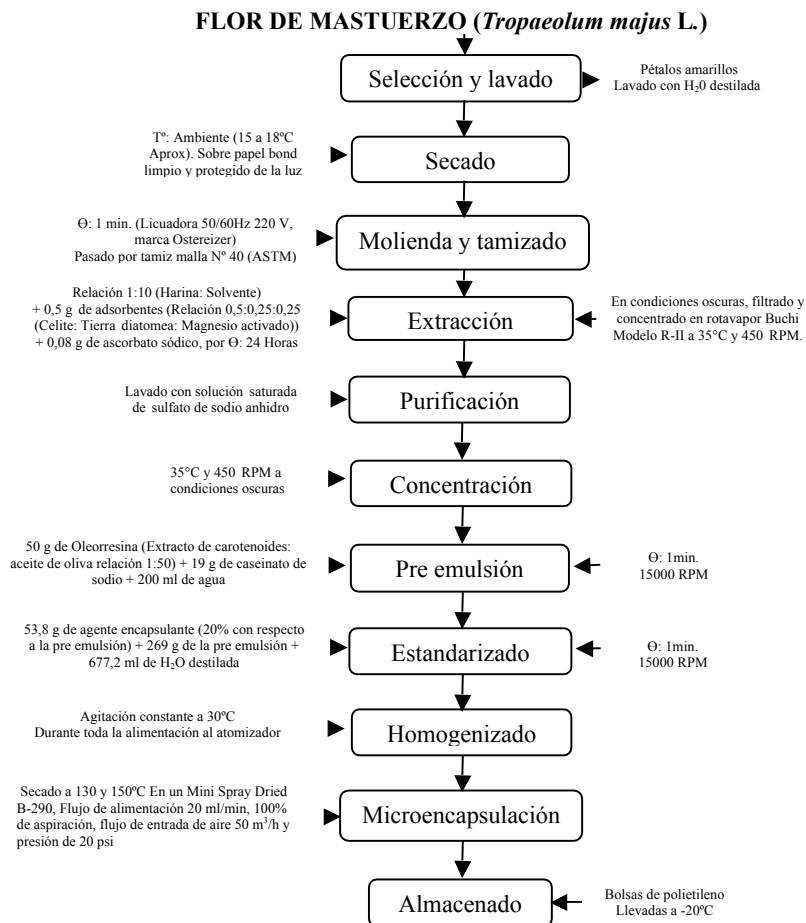 FLOR DE MASTUERZO (Tropaeolum majus L.)
Selección y lavado
Pétalos amarillos
Lavado con H₂0 destilada
Tº: Ambiente (15 a 18ºC
Aprox). Sobre papel bond
limpio y protegido de la luz
Secado
Ɵ: 1 min. (Licuadora 50/60Hz 220 V,
marca Ostereizer)
Pasado por tamiz malla Nº 40 (ASTM)
Molienda y tamizado
Relación 1:10 (Harina: Solvente)
+ 0,5 g de adsorbentes (Relación 0,5:0,25:0,25
(Celite: Tierra diatomea: Magnesio activado))
+ 0,08 g de ascorbato sódico, por Ɵ: 24 Horas
Extracción
En condiciones oscuras, filtrado y
concentrado en rotavapor Buchi
Modelo R-II a 35°C y 450 RPM.
Lavado con solución saturada
de sulfato de sodio anhidro
Purificación
35°C y 450 RPM a
condiciones oscuras
Concentración
50 g de Oleorresina (Extracto de carotenoides:
aceite de oliva relación 1:50) + 19 g de caseinato de
sodio + 200 ml de agua
Pre emulsión
Ɵ: 1min.
15000 RPM
53,8 g de agente encapsulante (20% con respecto
a la pre emulsión) + 269 g de la pre emulsión +
677,2 ml de H₂O destilada
Estandarizado
Ɵ: 1min.
15000 RPM
Agitación constante a 30ºC
Durante toda la alimentación al atomizador
Homogenizado
Secado a 130 y 150ºC En un Mini Spray Dried
B-290, Flujo de alimentación 20 ml/min, 100%
de aspiración, flujo de entrada de aire 50 m³/h y
presión de 20 psi
Microencapsulación
Almacenado
Bolsas de polietileno
Llevadas a -20ºC